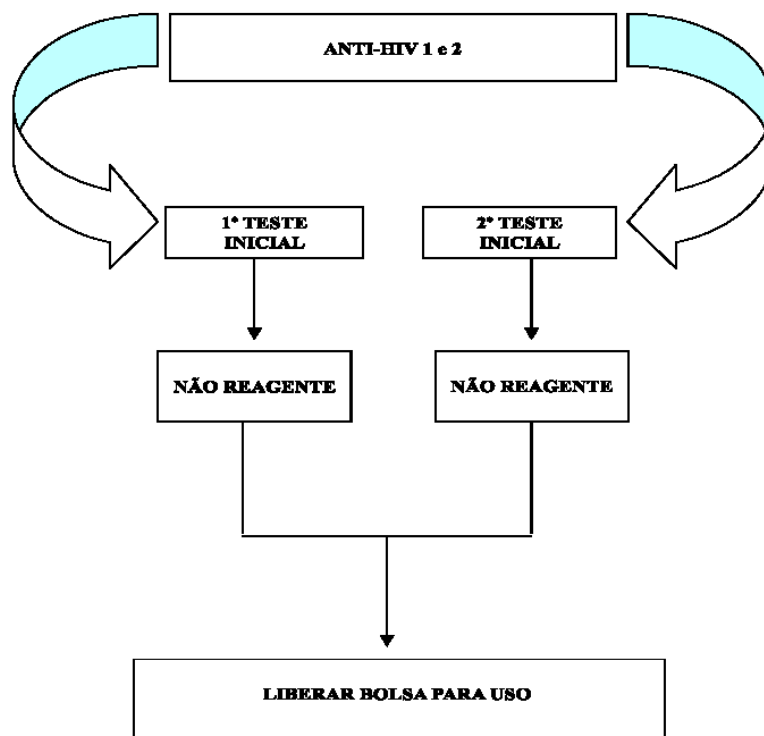 ANTI-HIV 1 e 2
1º TESTE
INICIAL
2º TESTE
INICIAL
NÃO REAGENTE
NÃO REAGENTE
LIBERAR BOLSA PARA USO